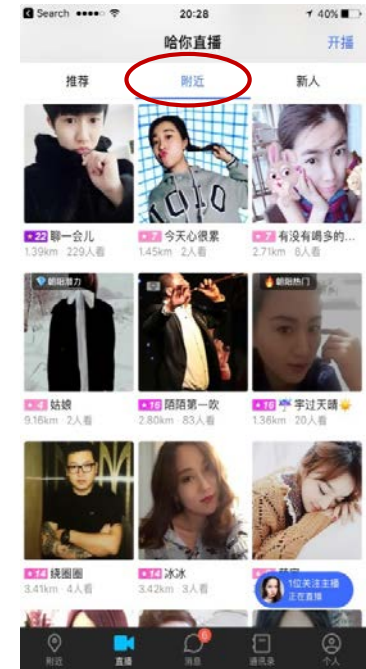 Search
20:28
40%
哈你直播
开播
推荐
附近
新人
22 聊一会儿
1.39km 229人看
7 今天心很累
1.45km 2人看
7 有没有喝多的...
2.71km 6人看
朝阳潜力
朝阳热门
4 姑娘
9.16km 2人看
16 陌陌第一吹
2.80km 83人看
18 宇过天晴
1.36km 20人看
14 绕圈圈
3.41km 4人看
14 冰冰
3.42km 3人看
1位关注主播
正在直播
附近
直播
6
消息
通讯录
个人